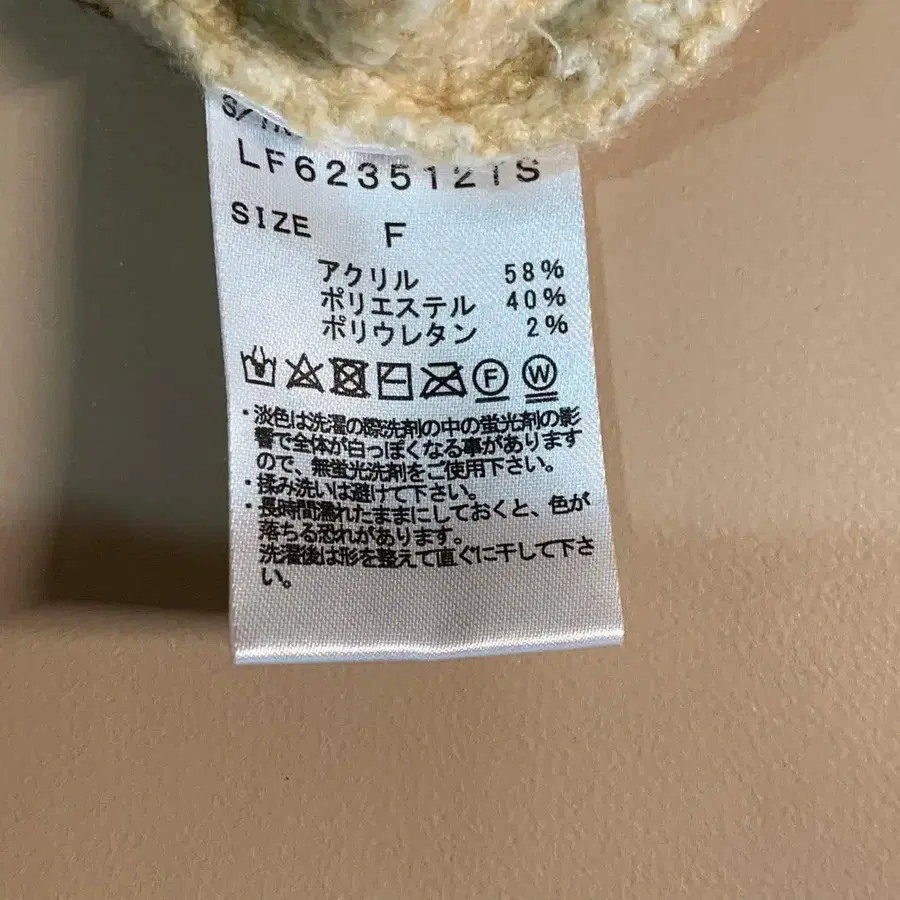 LF623512TS
SIZE F
アクリル 58%
ポリエステル 40%
ポリウレタン 2%
F W
・淡色は洗濯の際洗剤の中の蛍光剤の影
響で全体が白っぽくなる事があります
ので、無蛍光洗剤をご使用下さい。
・揉み洗いは避けて下さい。
・長時間濡れたままにしておくと、色が
落ちる恐れがあります。
洗濯後は形を整えて直ぐに干して下さ
い。